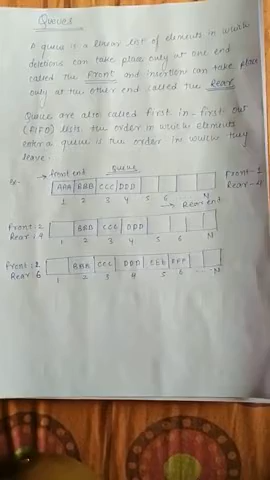 Queues
A queue is a linear list of elements in which
deletions can take place only at one end
called the Front and insertions can take place
only at the other end called the Rear
Queue are also called first in - first out
(FIFO) lists. The order in which elements
enter a queue is the order in which they
leave.
ex- → front end Queue
AAA BBB CCC DDD Front-1
1 2 3 4 5 6 N Rear-4
→ Rear end
Front: 2 BBB CCC DDD
Rear: 4 1 2 3 4 5 6 N
Front: 2 BBB CCC DDD EEE FFF
Rear 6 1 2 3 4 5 6 ... N